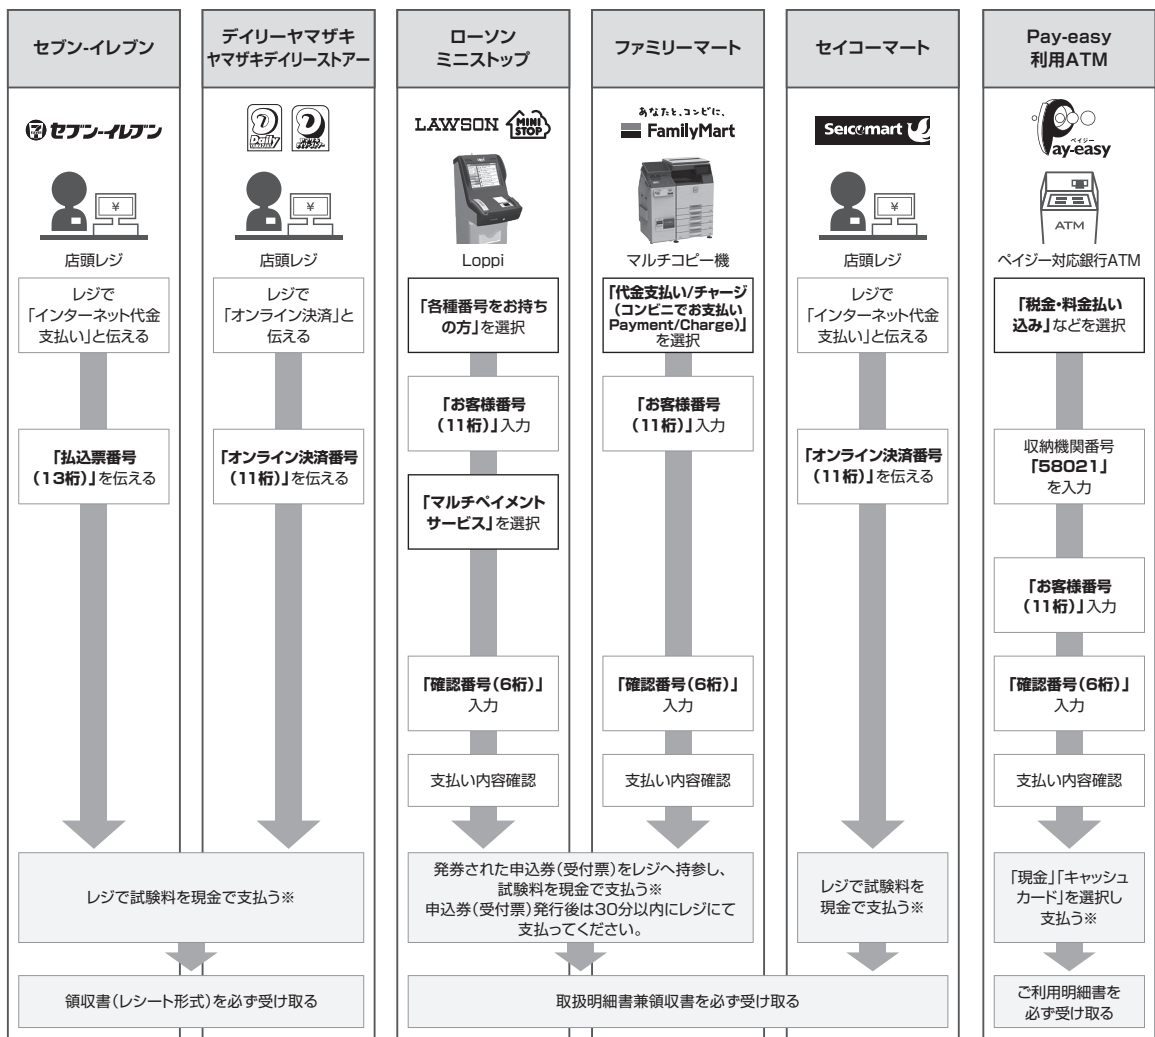 セブン-イレブン
デイリーヤマザキ
ヤマザキデイリーストアー
ローソン
ミニストップ
ファミリーマート
セイコーマート
Pay-easy
利用ATM
セブン-イレブン
Daily
LAWSON
MINI
STOP
あなたと、コンビに、
FamilyMart
Seicomart
ペイジー
Pay-easy
¥
¥
¥
ATM
店頭レジ
店頭レジ
Loppi
マルチコピー機
店頭レジ
ペイジー対応銀行ATM
レジで
「インターネット代金
支払い」と伝える
レジで
「オンライン決済」と
伝える
「各種番号をお持ち
の方」を選択
「代金支払い/チャージ
(コンビニでお支払い
Payment/Charge)」
を選択
レジで
「インターネット代金
支払い」と伝える
「税金・料金払い
込み」などを選択
「お客様番号
(11桁)」入力
「お客様番号
(11桁)」入力
「払込票番号
(13桁)」を伝える
「オンライン決済番号
(11桁)」を伝える
「マルチペイメント
サービス」を選択
「オンライン決済番号
(11桁)」を伝える
収納機関番号
「58021」
を入力
「お客様番号
(11桁)」入力
「確認番号(6桁)」
入力
「確認番号(6桁)」
入力
「確認番号(6桁)」
入力
支払い内容確認
支払い内容確認
支払い内容確認
レジで試験料を現金で支払う※
発券された申込券(受付票)をレジへ持参し、
試験料を現金で支払う※
申込券(受付票)発行後は30分以内にレジにて
支払ってください。
レジで試験料を
現金で支払う※
「現金」「キャッシュ
カード」を選択し
支払う※
領収書(レシート形式)を必ず受け取る
取扱明細書兼領収書を必ず受け取る
ご利用明細書を
必ず受け取る